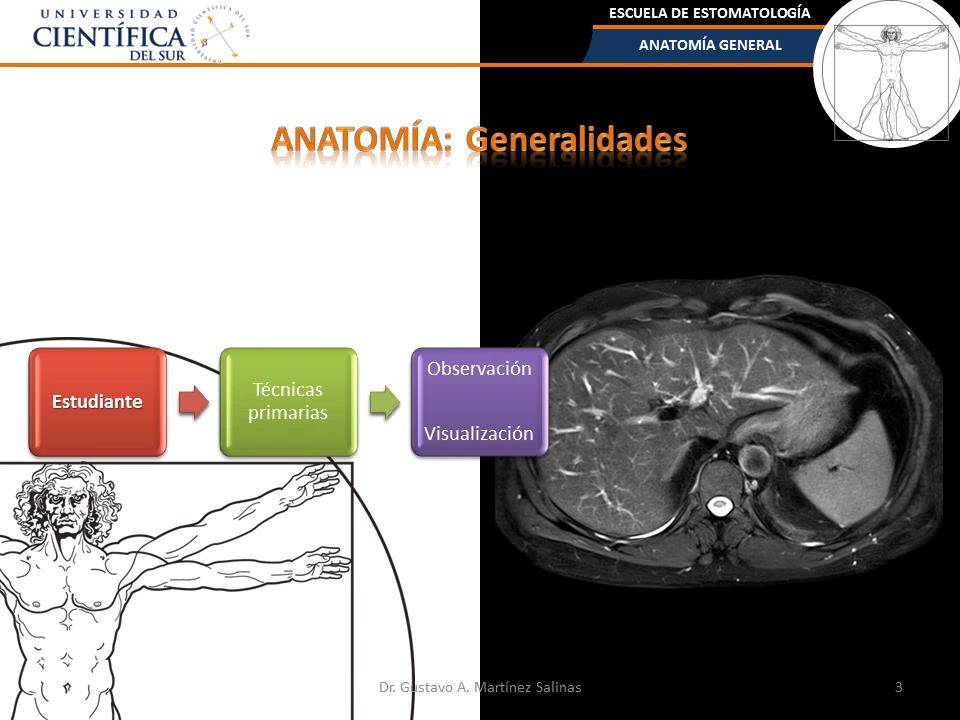 UNIVERSIDAD
CIENTÍFICA
DEL SUR
ESCUELA DE ESTOMATOLOGÍA
ANATOMÍA GENERAL
ANATOMÍA: Generalidades
Estudiante
Técnicas
primarias
Observación
Visualización
Dr. Gustavo A. Martínez Salinas
3